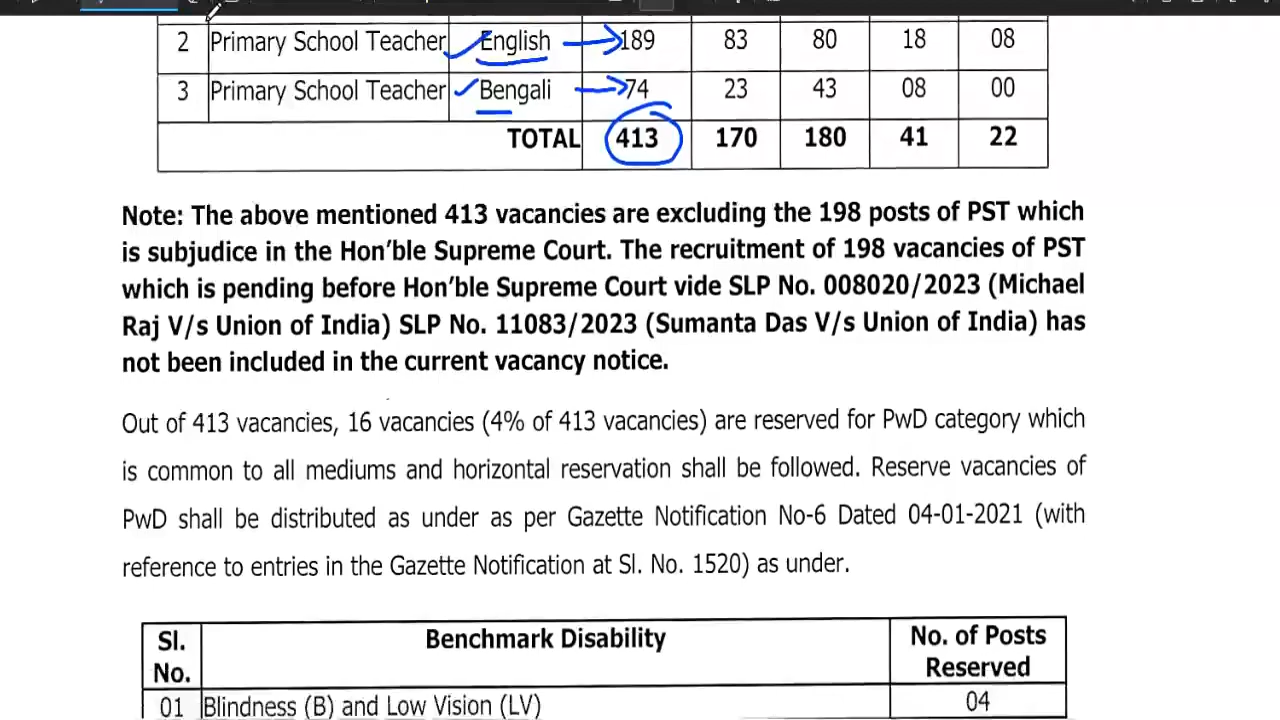 2 Primary School Teacher English 189 83 80 18 08
3 Primary School Teacher Bengali 74 23 43 08 00
TOTAL 413 170 180 41 22
Note: The above mentioned 413 vacancies are excluding the 198 posts of PST which
is subjudice in the Hon'ble Supreme Court. The recruitment of 198 vacancies of PST
which is pending before Hon'ble Supreme Court vide SLP No. 008020/2023 (Michael
Raj V/s Union of India) SLP No. 11083/2023 (Sumanta Das V/s Union of India) has
not been included in the current vacancy notice.
Out of 413 vacancies, 16 vacancies (4% of 413 vacancies) are reserved for PwD category which
is common to all mediums and horizontal reservation shall be followed. Reserve vacancies of
PwD shall be distributed as under as per Gazette Notification No-6 Dated 04-01-2021 (with
reference to entries in the Gazette Notification at Sl. No. 1520) as under.
Sl. No. Benchmark Disability No. of Posts Reserved
01 Blindness (B) and Low Vision (LV) 04